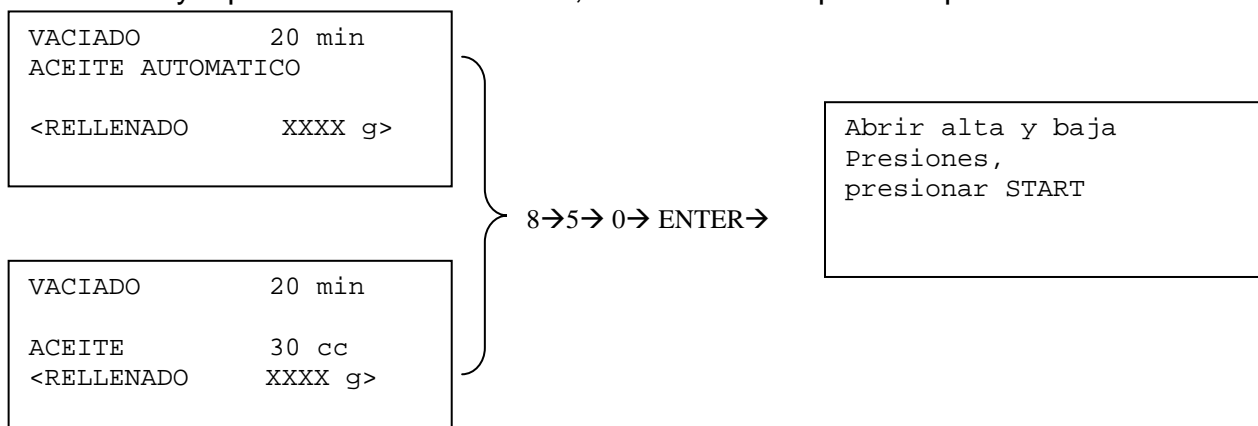 VACIADO 20 min
ACEITE AUTOMATICO
<RELLENADO XXXX g>
VACIADO 20 min
ACEITE 30 cc
<RELLENADO XXXX g>
8→5→ 0→ ENTER→
Abrir alta y baja
Presiones,
presionar START